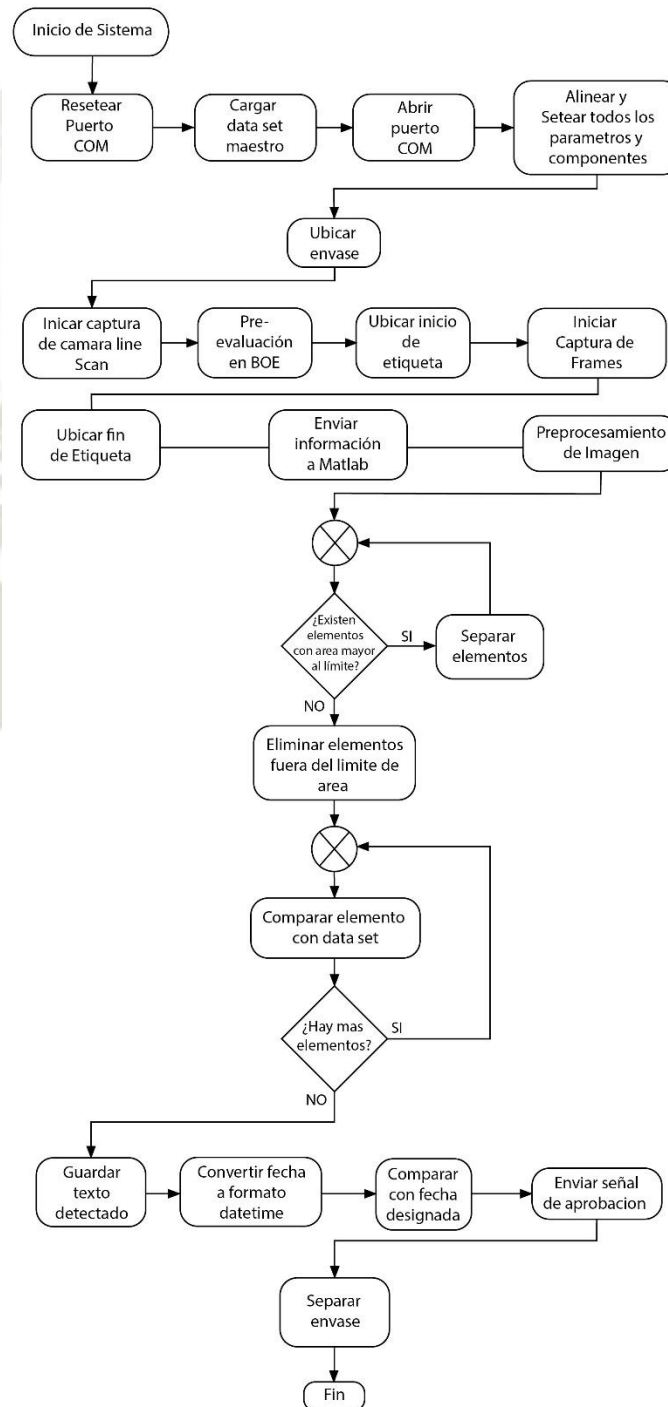 Inicio de Sistema
Resetear
Puerto
COM
Cargar
data set
maestro
Abrir
puerto
COM
Alinear y
Setear todos los
parametros y
componentes
Ubicar
envase
Inicar captura
de camara line
Scan
Pre-
evaluación
en BOE
Ubicar inicio
de
etiqueta
Iniciar
Captura de
Frames
Ubicar fin
de Etiqueta
Enviar
información
a Matlab
Preprocesamiento
de Imagen
¿Existen
elementos
con area mayor
al límite?
SI
Separar
elementos
NO
Eliminar elementos
fuera del limite de
area
Comparar elemento
con data set
¿Hay mas
elementos?
SI
NO
Guardar
texto
detectado
Convertir fecha
a formato
datetime
Comparar
con fecha
designada
Enviar señal
de aprobacion
Separar
envase
Fin